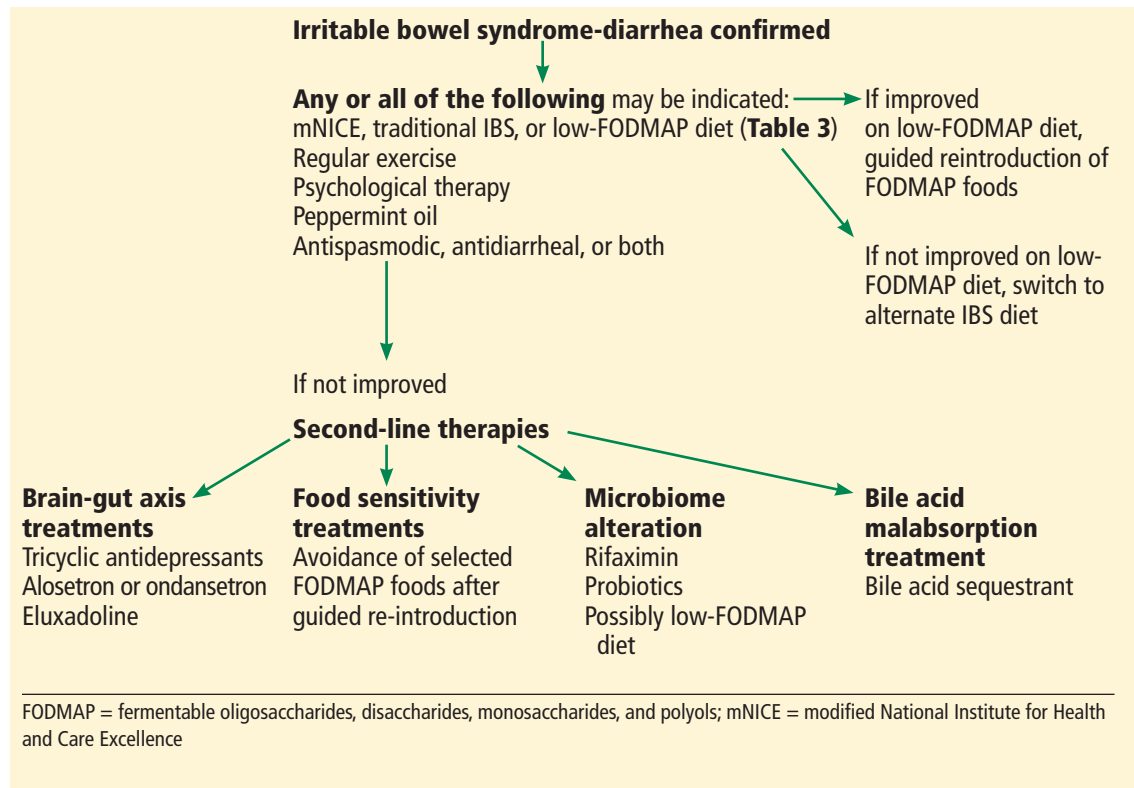 Irritable bowel syndrome-diarrhea confirmed
Any or all of the following may be indicated:
mNICE, traditional IBS, or low-FODMAP diet (Table 3)
Regular exercise
Psychological therapy
Peppermint oil
Antispasmodic, antidiarrheal, or both
If improved
on low-FODMAP diet,
guided reintroduction of
FODMAP foods
If not improved on low-
FODMAP diet, switch to
alternate IBS diet
If not improved
Second-line therapies
Brain-gut axis
treatments
Tricyclic antidepressants
Alosetron or ondansetron
Eluxadoline
Food sensitivity
treatments
Avoidance of selected
FODMAP foods after
guided re-introduction
Microbiome
alteration
Rifaximin
Probiotics
Possibly low-FODMAP
diet
Bile acid
malabsorption
treatment
Bile acid sequestrant
FODMAP = fermentable oligosaccharides, disaccharides, monosaccharides, and polyols; mNICE = modified National Institute for Health
and Care Excellence